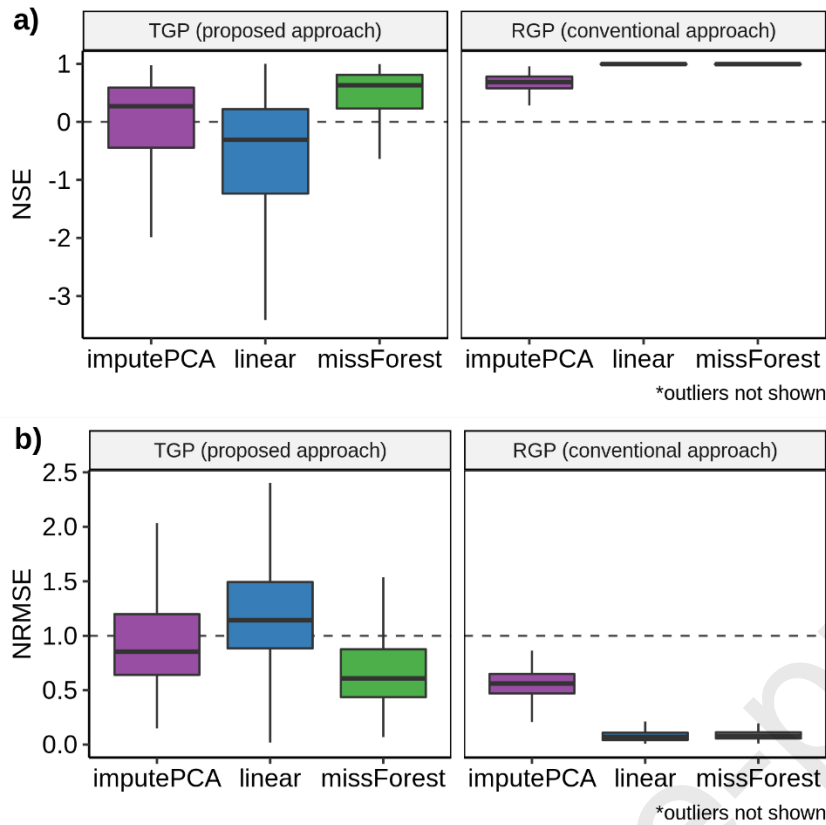 a)
TGP (proposed approach)
RGP (conventional approach)
NSE
1
0
-1
-2
-3
imputePCA linear missForest
imputePCA linear missForest
*outliers not shown
b)
TGP (proposed approach)
RGP (conventional approach)
NRMSE
2.5
2.0
1.5
1.0
0.5
0.0
imputePCA linear missForest
imputePCA linear missForest
*outliers not shown